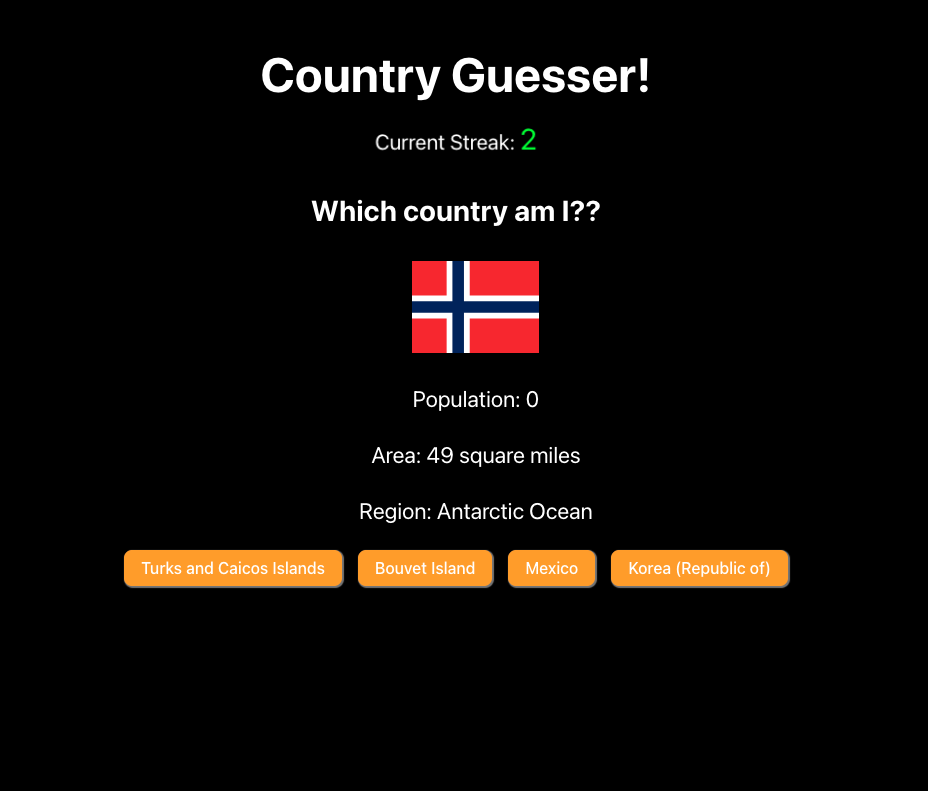 Country Guesser!
Current Streak: 2
Which country am I??
Population: 0
Area: 49 square miles
Region: Antarctic Ocean
Turks and Caicos Islands Bouvet Island Mexico Korea (Republic of)